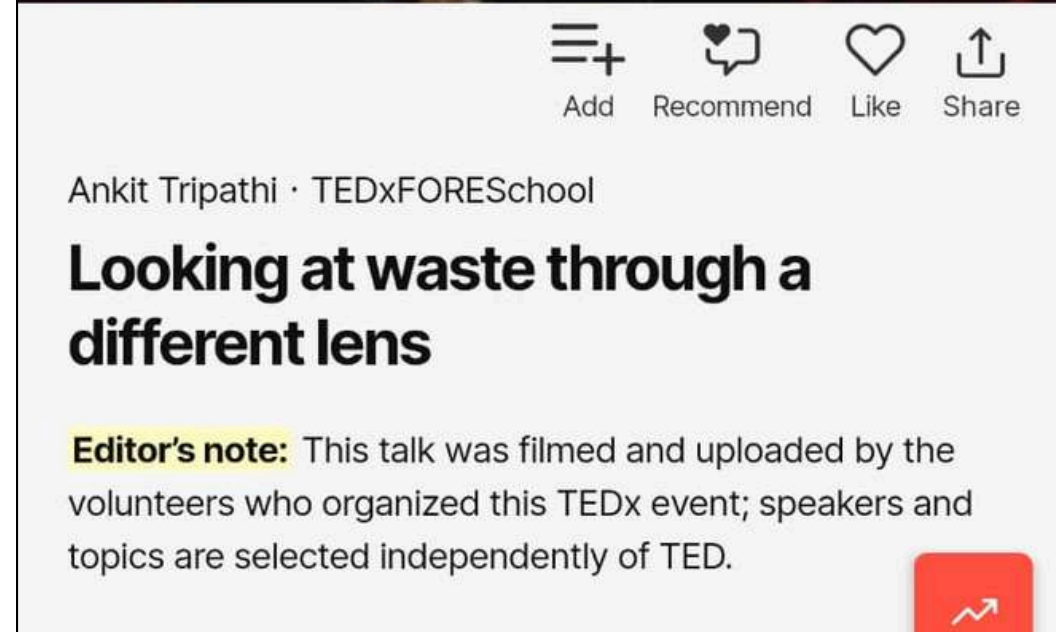 Add Recommend Like Share
Ankit Tripathi · TEDxFORESchool
Looking at waste through a
different lens
Editor's note: This talk was filmed and uploaded by the
volunteers who organized this TEDx event; speakers and
topics are selected independently of TED.